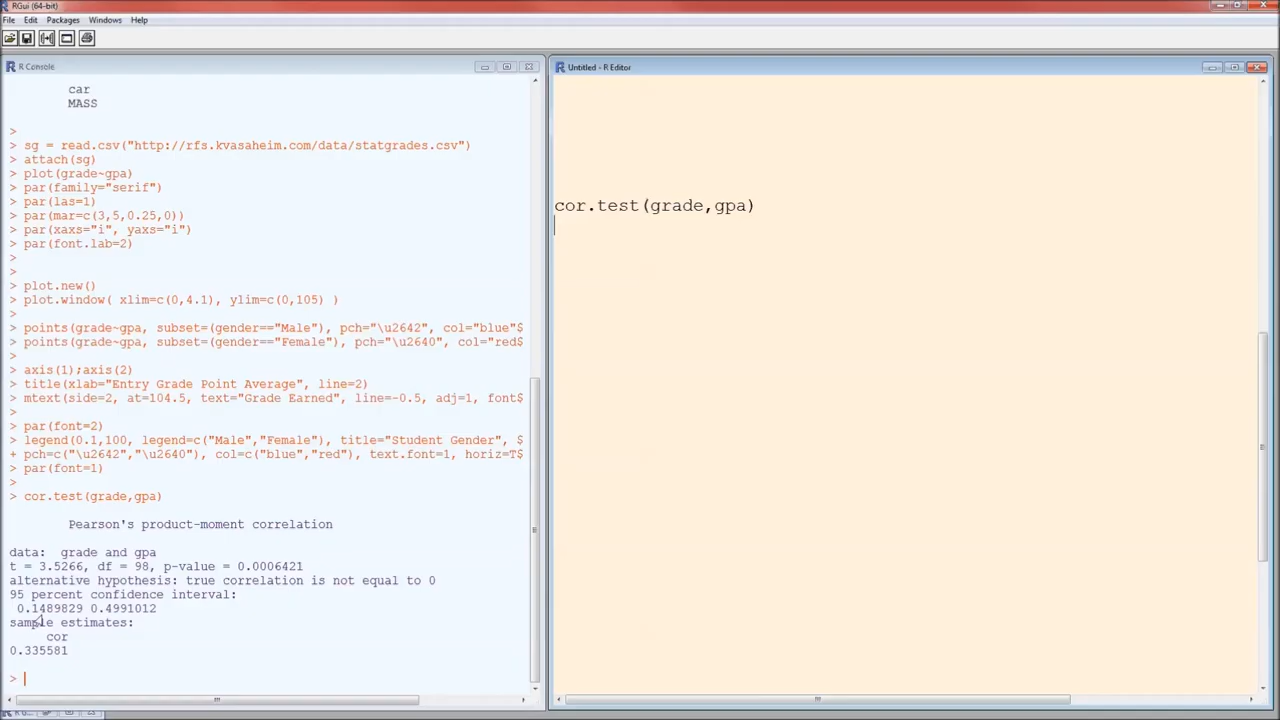 RGui (64-bit)
File Edit Packages Windows Help
R Console
car
MASS
>
> sg = read.csv("http://rfs.kvasaheim.com/data/statgrades.csv")
> attach(sg)
> plot(grade~gpa)
> par(family="serif")
> par(las=1)
> par(mar=c(3,5,0.25,0))
> par(xaxs="i", yaxs="i")
> par(font.lab=2)
>
>
> plot.new()
> plot.window( xlim=c(0,4.1), ylim=c(0,105) )
>
> points(grade~gpa, subset=(gender=="Male"), pch="\u2642", col="blue"$
> points(grade~gpa, subset=(gender=="Female"), pch="\u2640", col="red$
>
> axis(1);axis(2)
> title(xlab="Entry Grade Point Average", line=2)
> mtext(side=2, at=104.5, text="Grade Earned", line=-0.5, adj=1, font$
>
> par(font=2)
> legend(0.1,100, legend=c("Male","Female"), title="Student Gender", $
+ pch=c("\u2642","\u2640"), col=c("blue","red"), text.font=1, horiz=T$
> par(font=1)
>
> cor.test(grade,gpa)
Pearson's product-moment correlation
data: grade and gpa
t = 3.5266, df = 98, p-value = 0.0006421
alternative hypothesis: true correlation is not equal to 0
95 percent confidence interval:
0.1489829 0.4991012
sample estimates:
cor
0.335581
>
Untitled - R Editor
cor.test(grade,gpa)